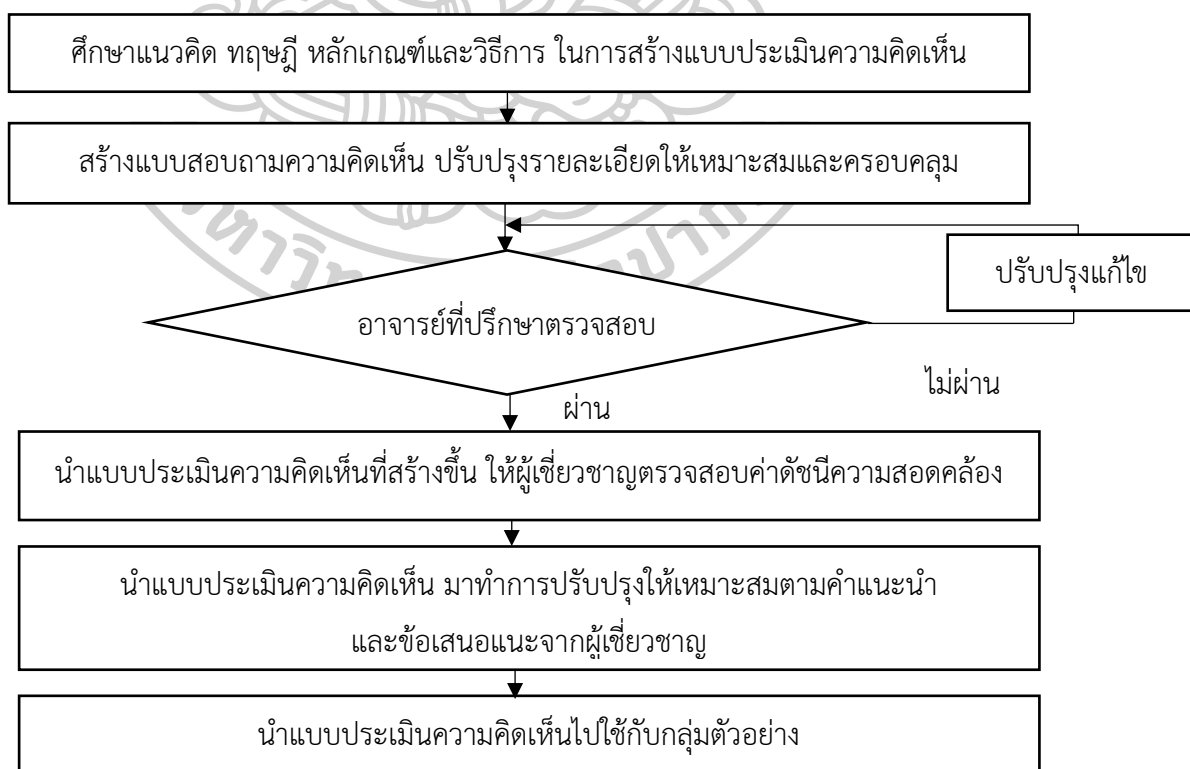 ศึกษาแนวคิด ทฤษฎี หลักเกณฑ์และวิธีการ ในการสร้างแบบประเมินความคิดเห็น
สร้างแบบสอบถามความคิดเห็น ปรับปรุงรายละเอียดให้เหมาะสมและครอบคลุม
ปรับปรุงแก้ไข
อาจารย์ที่ปรึกษาตรวจสอบ
ไม่ผ่าน
ผ่าน
นำแบบประเมินความคิดเห็นที่สร้างขึ้น ให้ผู้เชี่ยวชาญตรวจสอบค่าดัชนีความสอดคล้อง
นำแบบประเมินความคิดเห็น มาทำการปรับปรุงให้เหมาะสมตามคำแนะนำ
และข้อเสนอแนะจากผู้เชี่ยวชาญ
นำแบบประเมินความคิดเห็นไปใช้กับกลุ่มตัวอย่าง